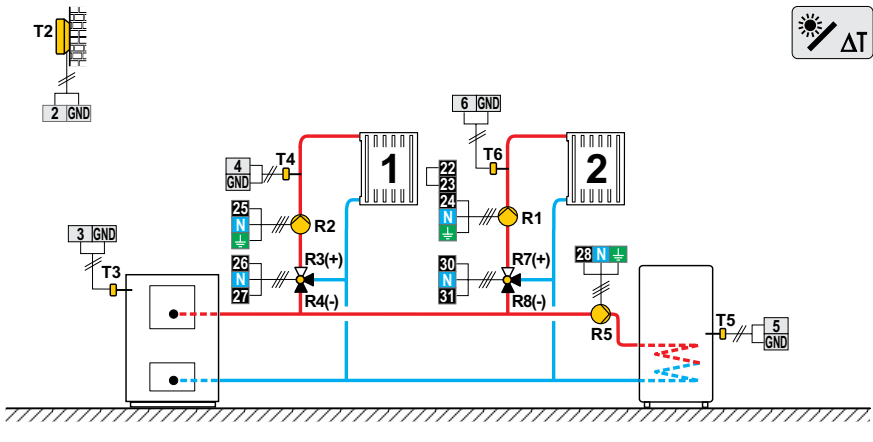 T2
ΔT
2 GND
6 GND
4
GND
T4
1
22
23
24
N
T6
2
25
N
R2
R1
3 GND
T3
26
N
27
R3(+)
R4(-)
30
N
31
R7(+)
R8(-)
28 N
R5
T5
5
GND